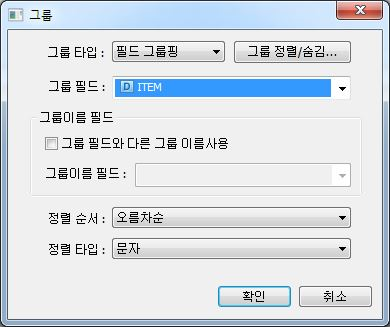 그룹
그룹 타입 : 필드 그룹핑 그룹 정렬/숨김...
그룹 필드 : D ITEM
그룹이름 필드
그룹 필드와 다른 그룹 이름사용
그룹이름 필드 :
정렬 순서 : 오름차순
정렬 타입 : 문자
확인 취소